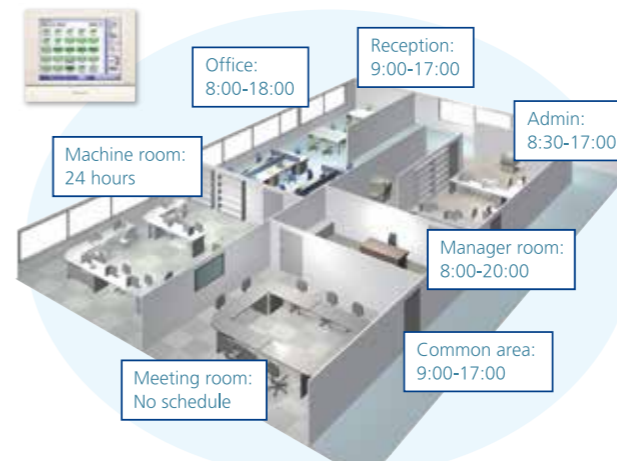 Reception:
9:00-17:00
Office:
8:00-18:00
Admin:
8:30-17:00
Machine room:
24 hours
Manager room:
8:00-20:00
Common area:
9:00-17:00
Meeting room:
No schedule